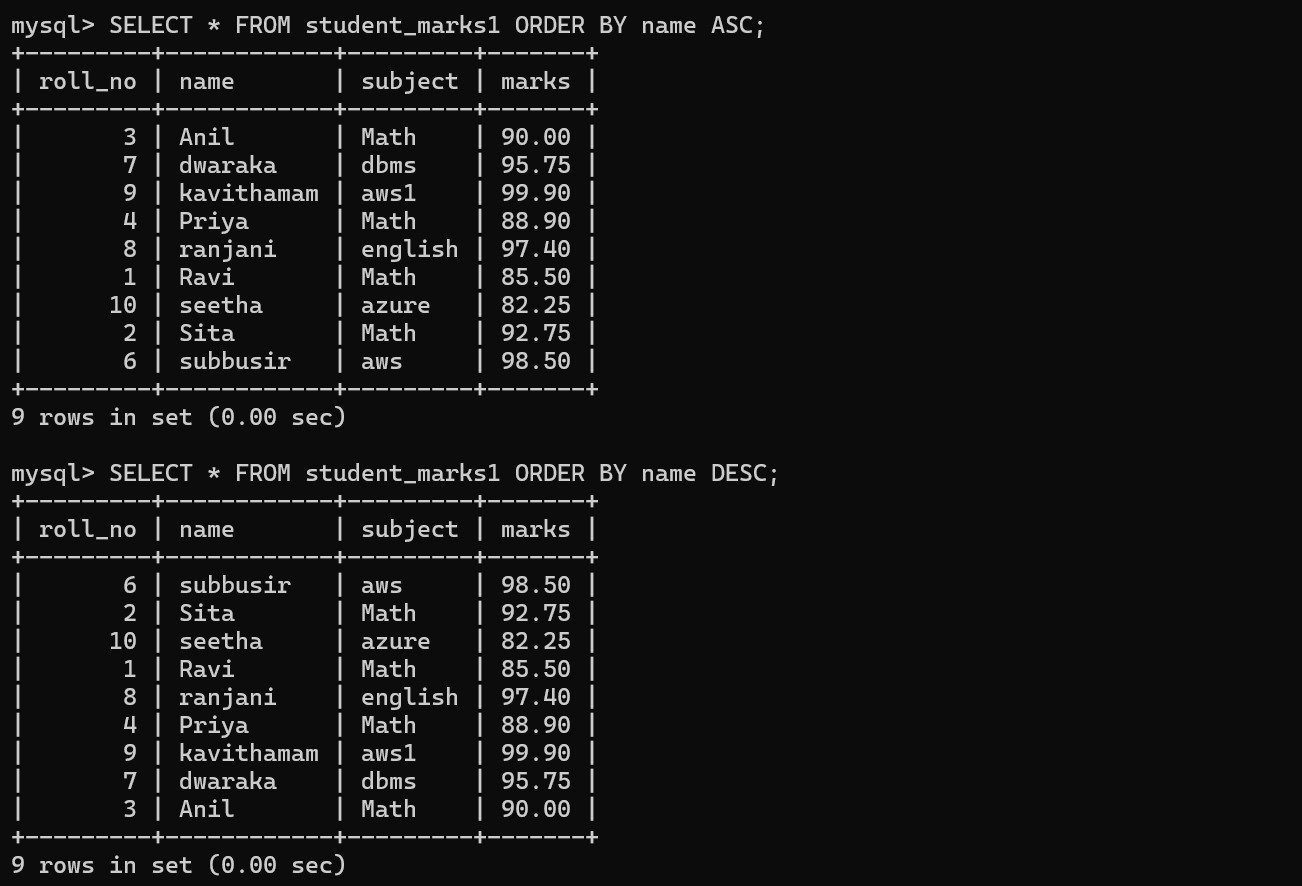 mysql> SELECT * FROM student_marks1 ORDER BY name ASC;
+---------+------------+---------+-------+
| roll_no | name       | subject | marks |
+---------+------------+---------+-------+
|       3 | Anil       | Math    | 90.00 |
|       7 | dwaraka    | dbms    | 95.75 |
|       9 | kavithamam | aws1    | 99.90 |
|       4 | Priya      | Math    | 88.90 |
|       8 | ranjani    | english | 97.40 |
|       1 | Ravi       | Math    | 85.50 |
|      10 | seetha     | azure   | 82.25 |
|       2 | Sita       | Math    | 92.75 |
|       6 | subbusir   | aws     | 98.50 |
+---------+------------+---------+-------+
9 rows in set (0.00 sec)

mysql> SELECT * FROM student_marks1 ORDER BY name DESC;
+---------+------------+---------+-------+
| roll_no | name       | subject | marks |
+---------+------------+---------+-------+
|       6 | subbusir   | aws     | 98.50 |
|       2 | Sita       | Math    | 92.75 |
|      10 | seetha     | azure   | 82.25 |
|       1 | Ravi       | Math    | 85.50 |
|       8 | ranjani    | english | 97.40 |
|       4 | Priya      | Math    | 88.90 |
|       9 | kavithamam | aws1    | 99.90 |
|       7 | dwaraka    | dbms    | 95.75 |
|       3 | Anil       | Math    | 90.00 |
+---------+------------+---------+-------+
9 rows in set (0.00 sec)